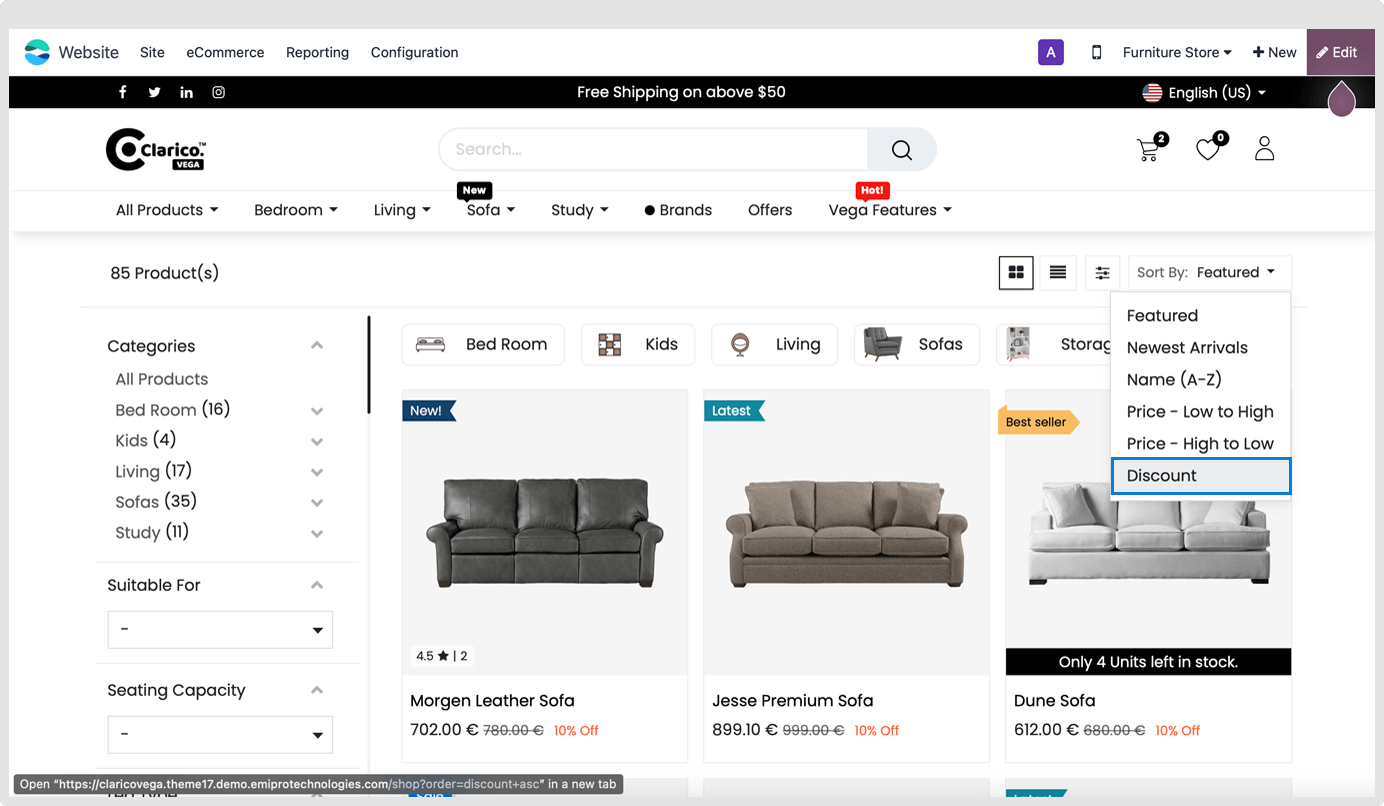 Website Site eCommerce Reporting Configuration A Furniture Store + New Edit
Free Shipping on above $50 English (US)
Clarico.™ VEGA Search... 2 0
New Hot!
All Products Bedroom Living Sofa Study Brands Offers Vega Features
85 Product(s) Sort By: Featured
Featured
Newest Arrivals
Name (A-Z)
Price - Low to High
Price - High to Low
Discount
Categories
All Products
Bed Room (16)
Kids (4)
Living (17)
Sofas (35)
Study (11)
Suitable For
-
Seating Capacity
-
Bed Room Kids Living Sofas Storag
New! Latest Best seller
4.5 ★ | 2 Only 4 Units left in stock.
Morgen Leather Sofa Jesse Premium Sofa Dune Sofa
702.00 € 780.00 € 10% Off 899.10 € 999.00 € 10% Off 612.00 € 680.00 € 10% Off
Open “https://claricovega.theme17.demo.emiprotechnologies.com/shop?order=discount+asc” in a new tab